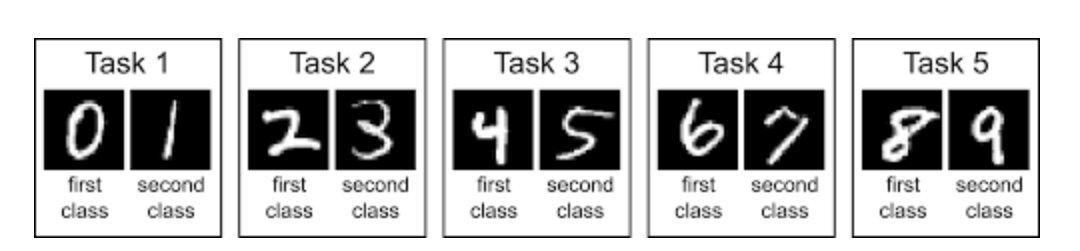 Task 1
0 1
first class second class
Task 2
2 3
first class second class
Task 3
4 5
first class second class
Task 4
6 7
first class second class
Task 5
8 9
first class second class